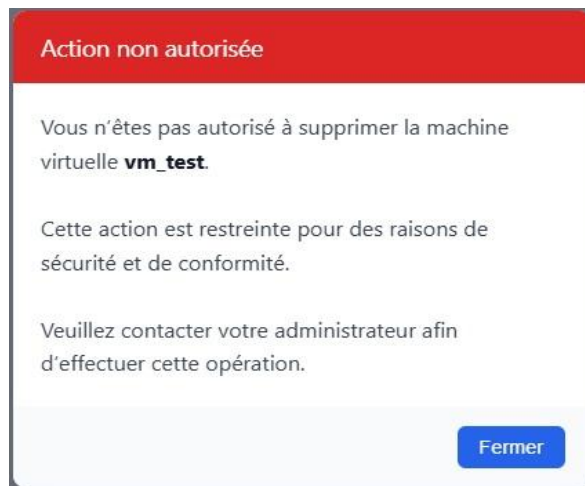 Action non autorisée
Vous n’êtes pas autorisé à supprimer la machine
virtuelle vm_test.
Cette action est restreinte pour des raisons de
sécurité et de conformité.
Veuillez contacter votre administrateur afin
d’effectuer cette opération.
Fermer